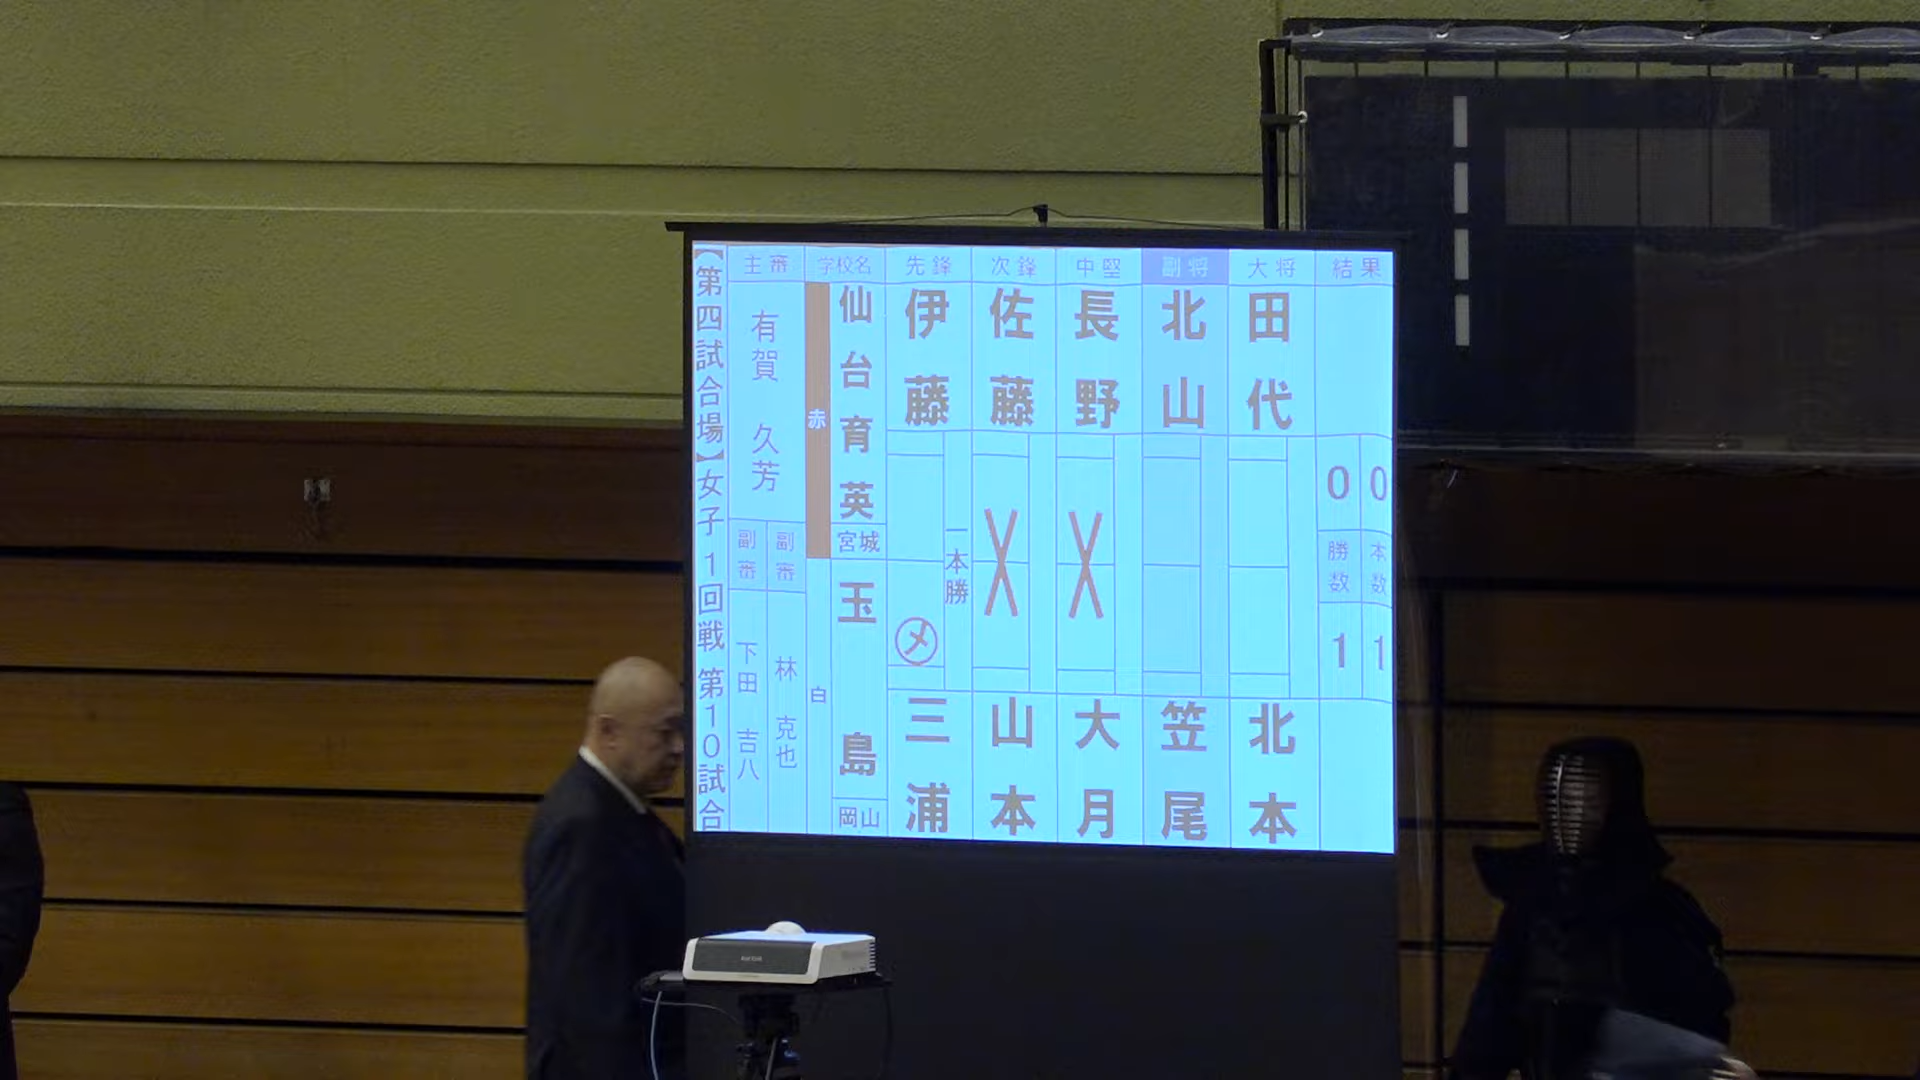 【第四試合場】女子1回戦 第10試合
主審
有賀 久芳
副審
下田 吉八
副審
林 克也
学校名
赤
仙台育英
宮城
白
玉島
岡山
先鋒
伊藤
一本勝
メ
三浦
次鋒
佐藤
山本
中堅
長野
大月
副将
北山
笠尾
大将
田代
北本
結果
0 0
勝数 本数
1 1